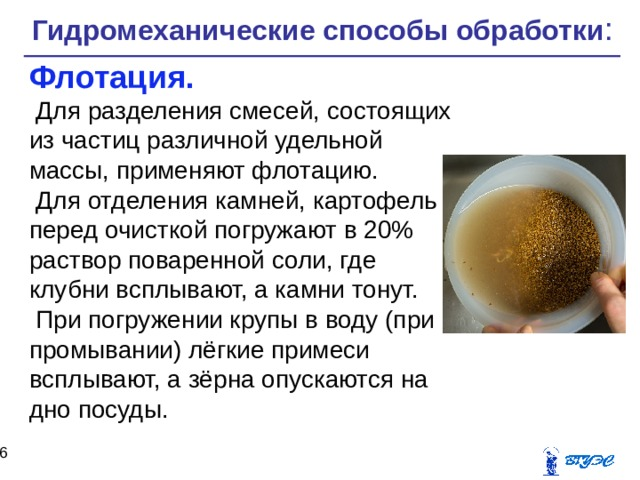 Гидромеханические способы обработки:
Флотация.
Для разделения смесей, состоящих
из частиц различной удельной
массы, применяют флотацию.
Для отделения камней, картофель
перед очисткой погружают в 20%
раствор поваренной соли, где
клубни всплывают, а камни тонут.
При погружении крупы в воду (при
промывании) лёгкие примеси
всплывают, а зёрна опускаются на
дно посуды.
6